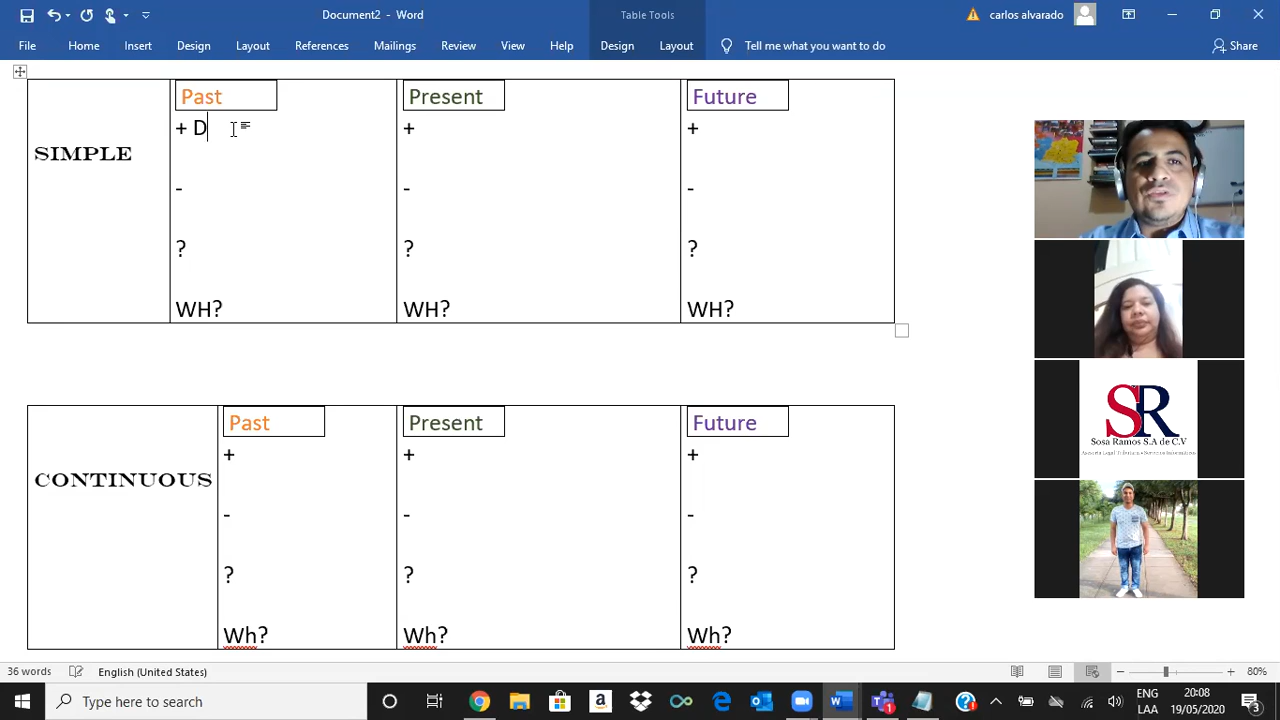 Document2 - Word
Table Tools
carlos alvarado
File
Home
Insert
Design
Layout
References
Mailings
Review
View
Help
Design
Layout
Tell me what you want to do
Share
SIMPLE
Past
+ D
-
?
WH?
Present
+
-
?
WH?
Future
+
-
?
WH?
CONTINUOUS
Past
+
-
?
Wh?
Present
+
-
?
Wh?
Future
+
-
?
Wh?
SR
Sosa Ramos S.A de C.V
36 words
English (United States)
80%
Type here to search
ENG
LAA
20:08
19/05/2020